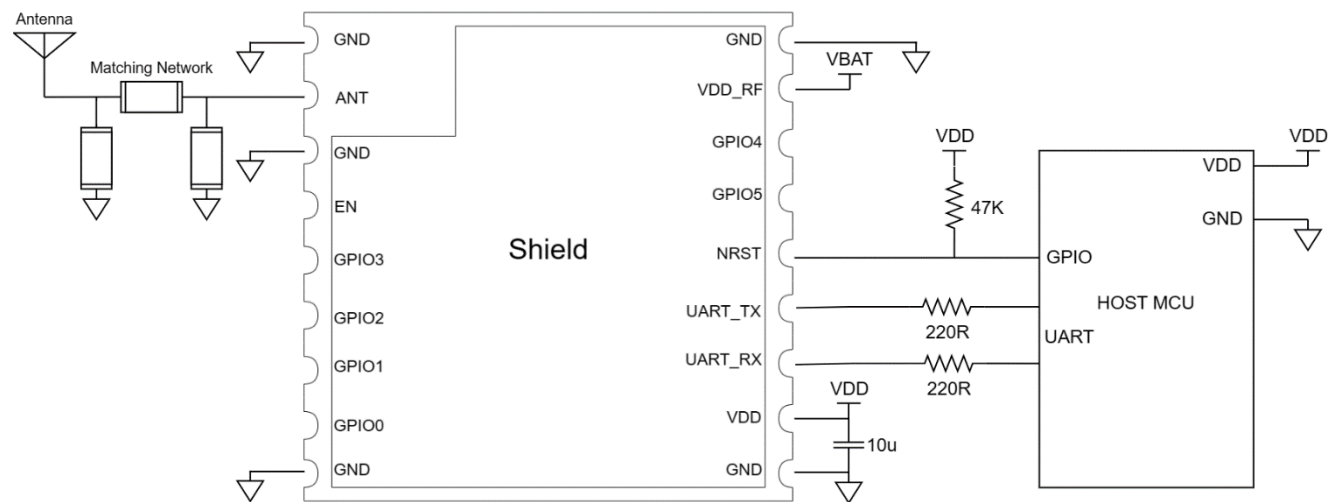 Antenna
Matching Network
GND
ANT
GND
EN
GPIO3
GPIO2
GPIO1
GPIO0
GND
Shield
GND
VDD_RF
GPIO4
GPIO5
NRST
UART_TX
UART_RX
VDD
GND
VBAT
VDD
47K
220R
220R
VDD
10u
VDD
GND
GPIO
HOST MCU
UART
VDD